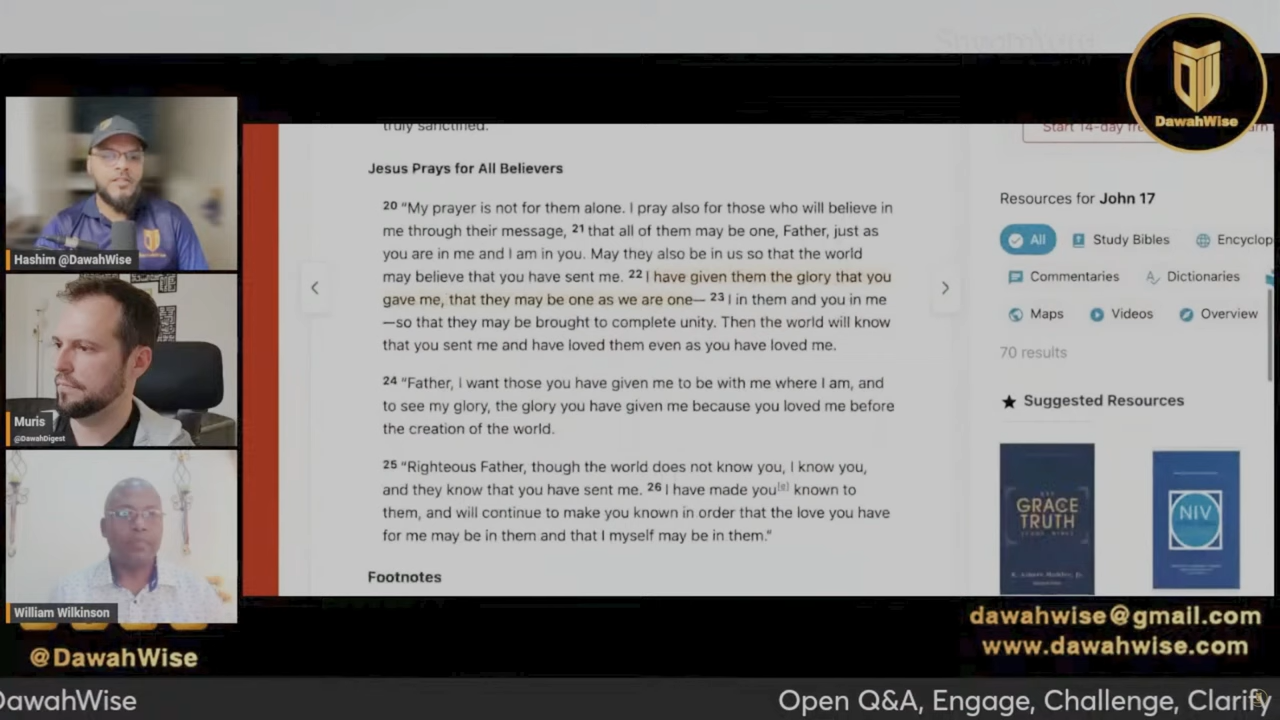 DawahWise
truly sanctified.
Jesus Prays for All Believers
20 "My prayer is not for them alone. I pray also for those who will believe in
me through their message, 21 that all of them may be one, Father, just as
you are in me and I am in you. May they also be in us so that the world
may believe that you have sent me. 22 I have given them the glory that you
gave me, that they may be one as we are one— 23 I in them and you in me
—so that they may be brought to complete unity. Then the world will know
that you sent me and have loved them even as you have loved me.
24 "Father, I want those you have given me to be with me where I am, and
to see my glory, the glory you have given me because you loved me before
the creation of the world.
25 "Righteous Father, though the world does not know you, I know you,
and they know that you have sent me. 26 I have made you[e] known to
them, and will continue to make you known in order that the love you have
for me may be in them and that I myself may be in them."
Footnotes
Start 14-day
Resources for John 17
All Study Bibles Encyclop
Commentaries Dictionaries
Maps Videos Overview
70 results
Suggested Resources
GRACE
TRUTH
NIV
Hashim @DawahWise
Muris
@DawahDigest
William Wilkinson
@DawahWise
dawahwise@gmail.com
www.dawahwise.com
DawahWise
Open Q&A, Engage, Challenge, Clarify